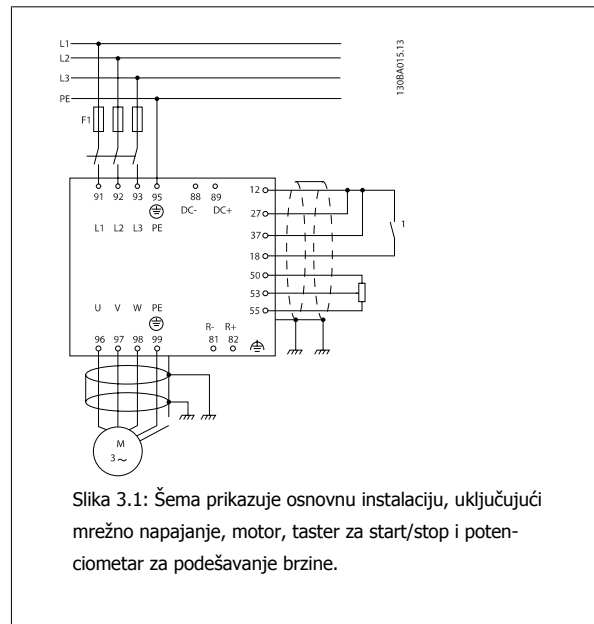 L1
L2
L3
PE
130BA015.13
F1
91 92 93 95 88 89
DC- DC+
L1 L2 L3 PE
12
27
37
18
50
53
55
1
U V W PE
96 97 98 99
R- R+
81 82
M
3 ~
Slika 3.1: Šema prikazuje osnovnu instalaciju, uključujući
mrežno napajanje, motor, taster za start/stop i poten-
ciometar za podešavanje brzine.